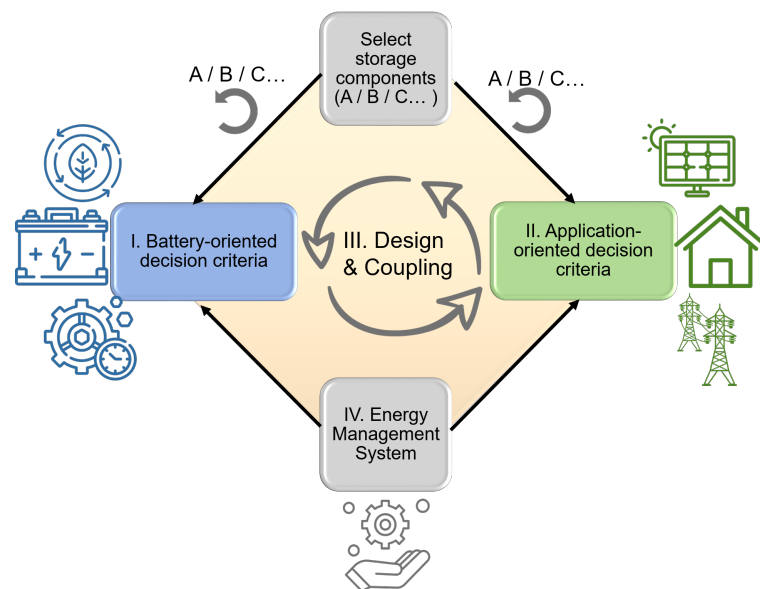 Select
storage
components
(A / B / C… )
A / B / C…
A / B / C…
I. Battery-oriented
decision criteria
III. Design
& Coupling
II. Application-
oriented decision
criteria
IV. Energy
Management
System